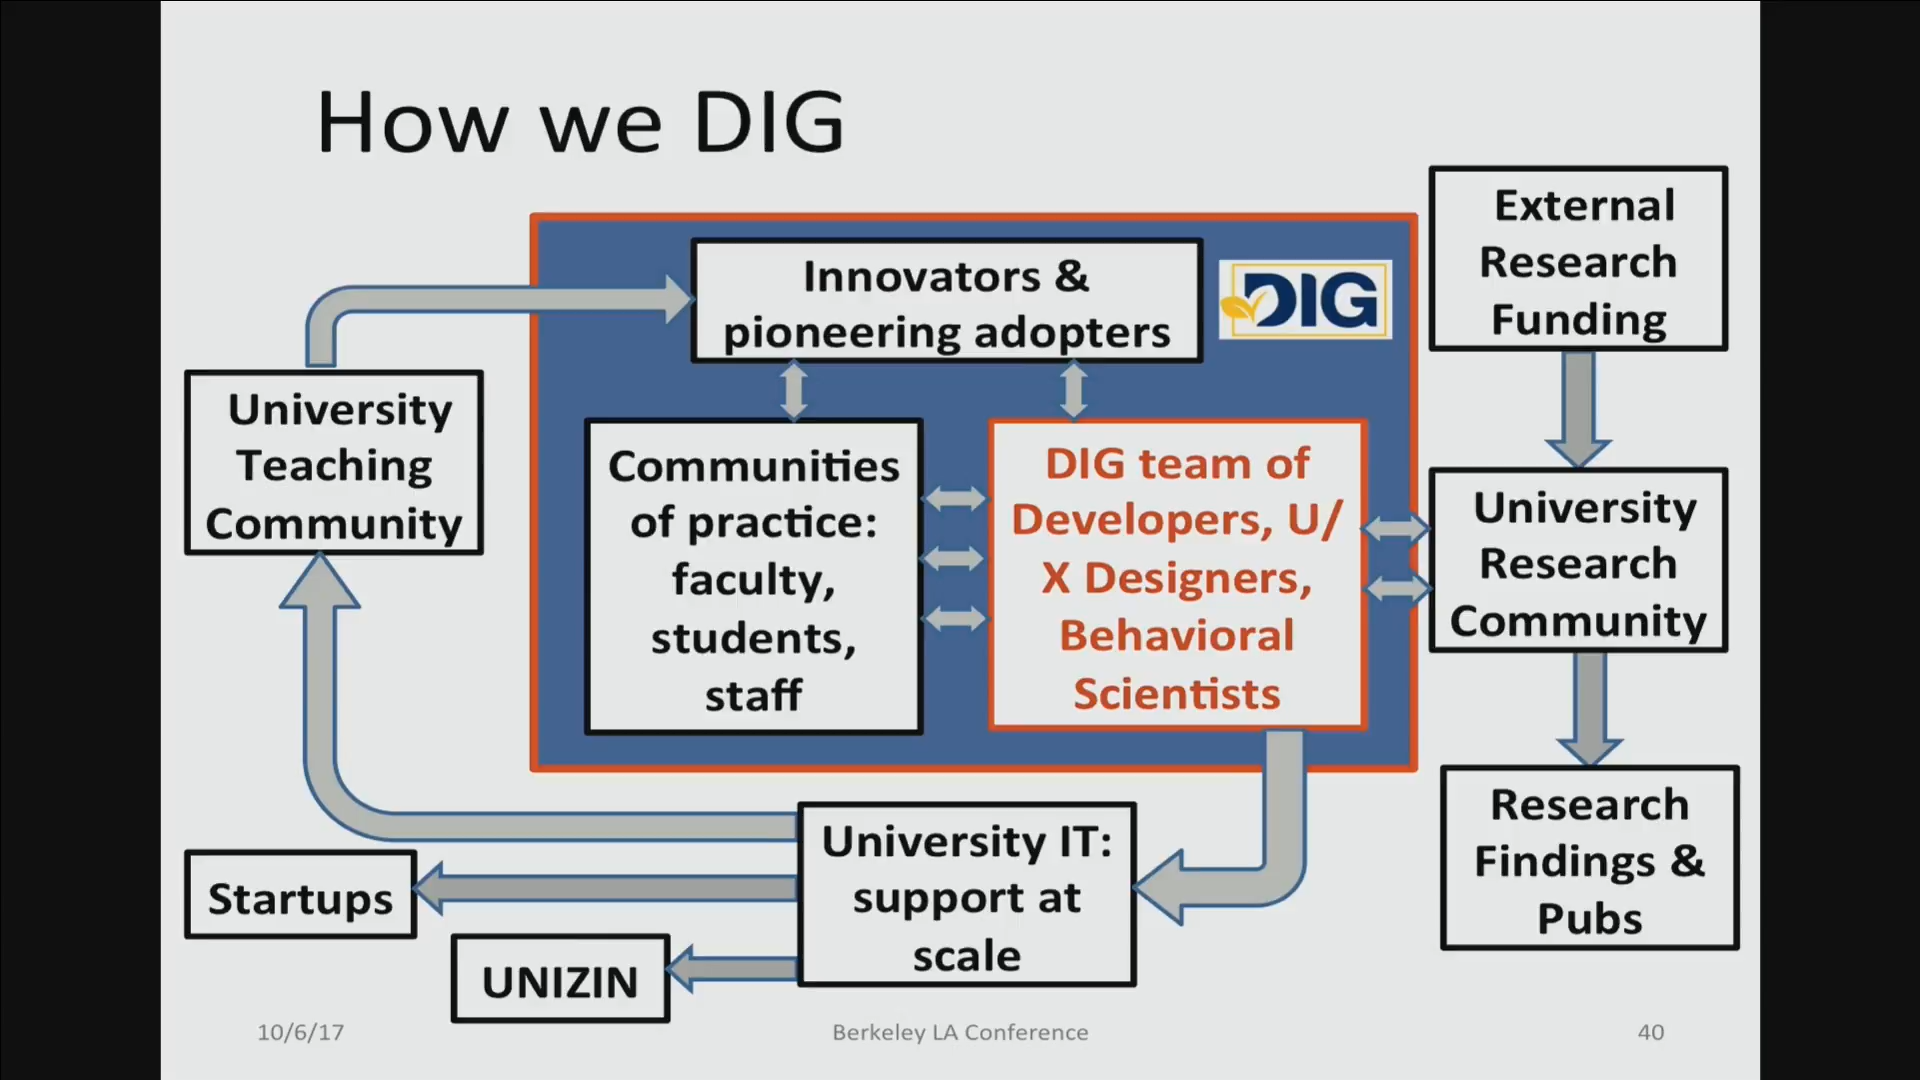 How we DIG
Innovators &
pioneering adopters
DIG
External
Research
Funding
University
Teaching
Community
Communities
of practice:
faculty,
students,
staff
DIG team of
Developers, U/
X Designers,
Behavioral
Scientists
University
Research
Community
Research
Findings &
Pubs
University IT:
support at
scale
Startups
UNIZIN
10/6/17
Berkeley LA Conference
40